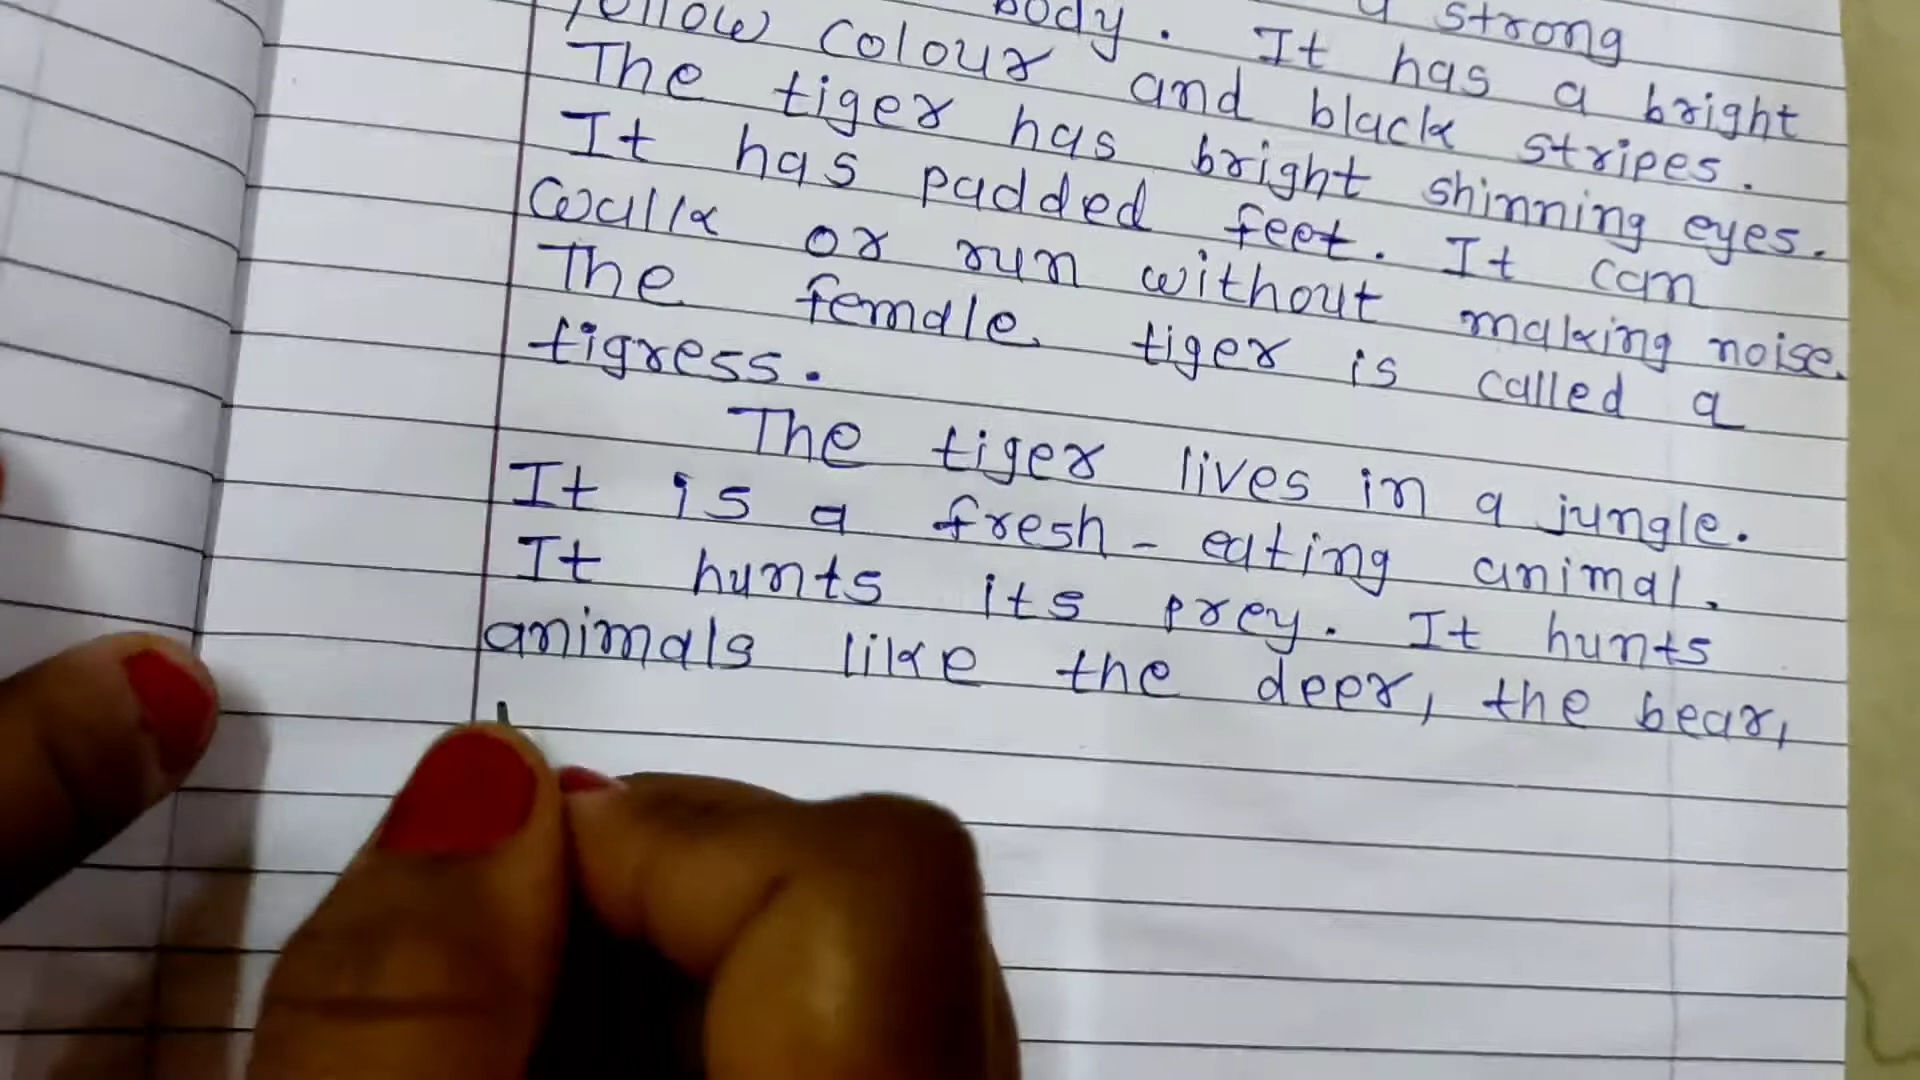 body. a strong
yellow colour and black stripes. It has a bright
The tiger has bright shinning eyes.
It has padded feet. It can
walk or run without making noise.
The female tiger is called a
tigress.
The tiger lives in a jungle.
It is a fresh-eating animal.
It hunts its prey. It hunts
animals like the deer, the bear,